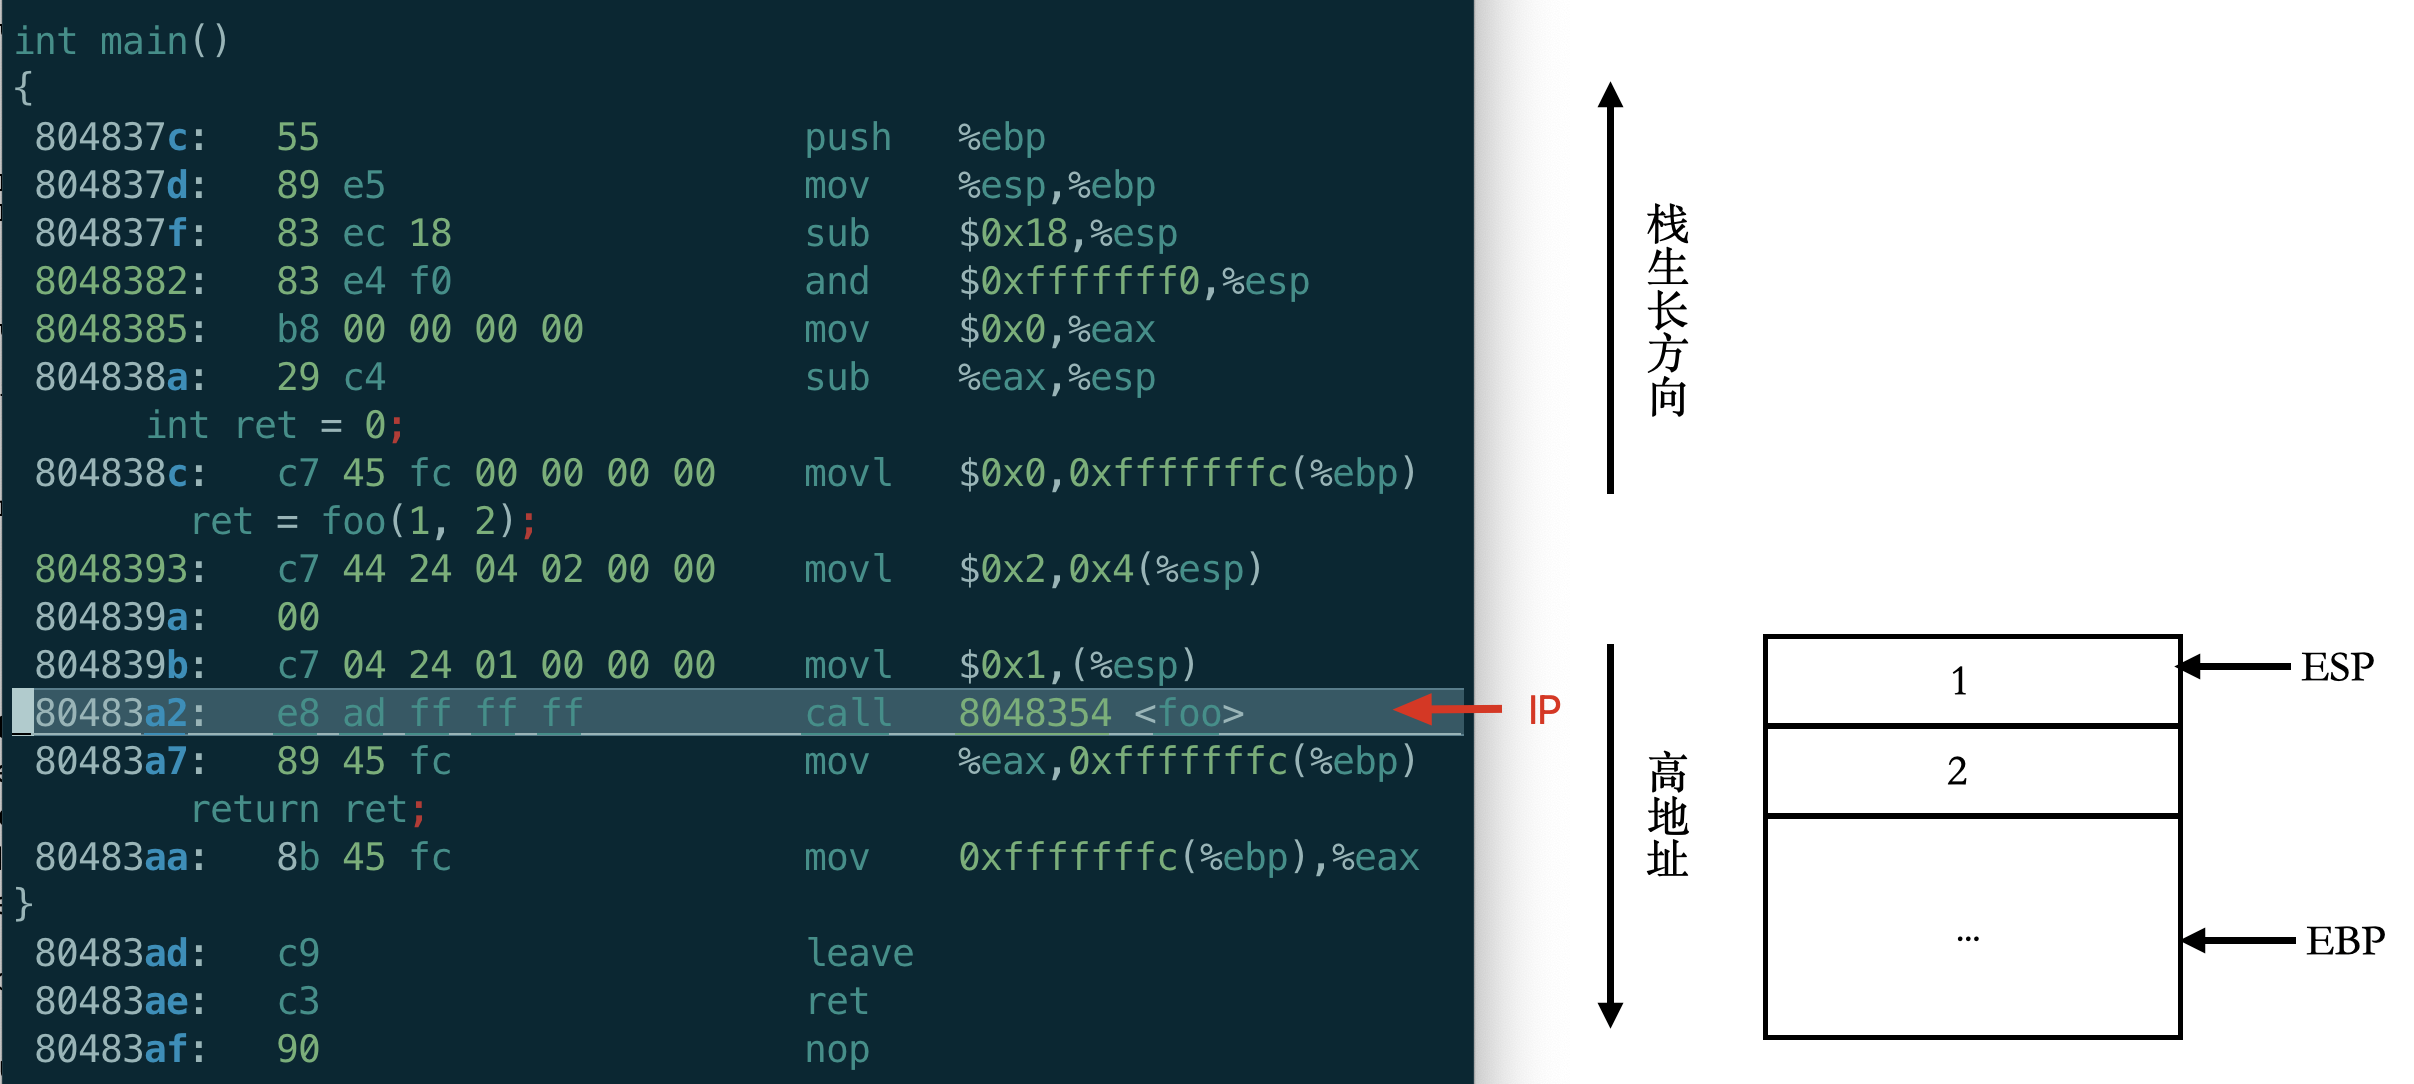 int main()
{
804837c: 55 push %ebp
804837d: 89 e5 mov %esp,%ebp
804837f: 83 ec 18 sub $0x18,%esp
8048382: 83 e4 f0 and $0xfffffff0,%esp
8048385: b8 00 00 00 00 mov $0x0,%eax
804838a: 29 c4 sub %eax,%esp
int ret = 0;
804838c: c7 45 fc 00 00 00 00 movl $0x0,0xfffffffc(%ebp)
ret = foo(1, 2);
8048393: c7 44 24 04 02 00 00 movl $0x2,0x4(%esp)
804839a: 00
804839b: c7 04 24 01 00 00 00 movl $0x1,(%esp)
80483a2: e8 ad ff ff ff call 8048354 <foo>
80483a7: 89 45 fc mov %eax,0xfffffffc(%ebp)
return ret;
80483aa: 8b 45 fc mov 0xfffffffc(%ebp),%eax
}
80483ad: c9 leave
80483ae: c3 ret
80483af: 90 nop
IP
栈生长方向
高地址
1
2
...
ESP
EBP